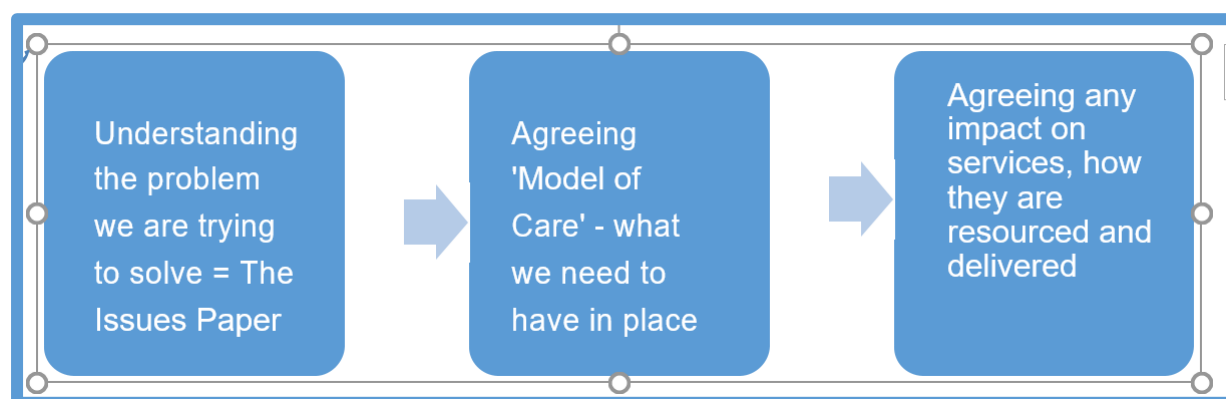 Understanding
the problem
we are trying
to solve = The
Issues Paper
Agreeing
'Model of
Care' - what
we need to
have in place
Agreeing any
impact on
services, how
they are
resourced and
delivered